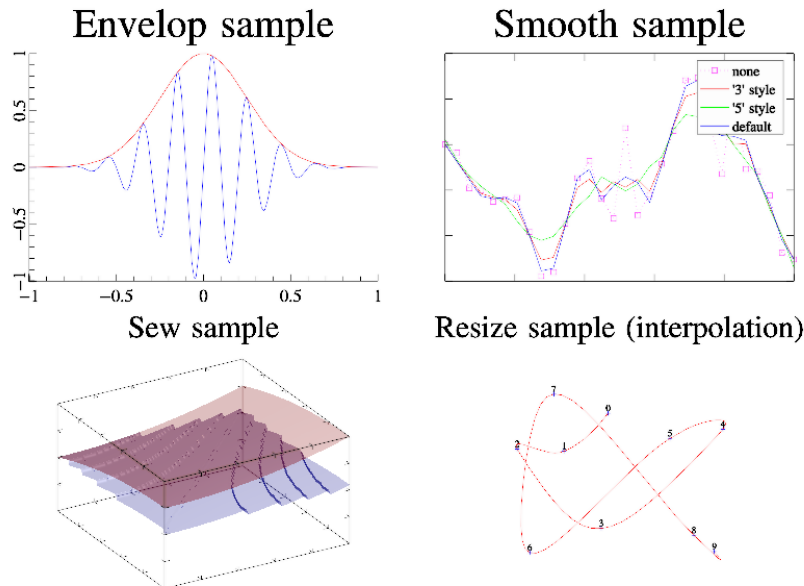 Envelop sample
Smooth sample
1
0.5
0
−0.5
−1
−1 −0.5 0 0.5 1
none
'3' style
'5' style
default
Sew sample
Resize sample (interpolation)
7
0
4
5
2
1
3
8
6
9